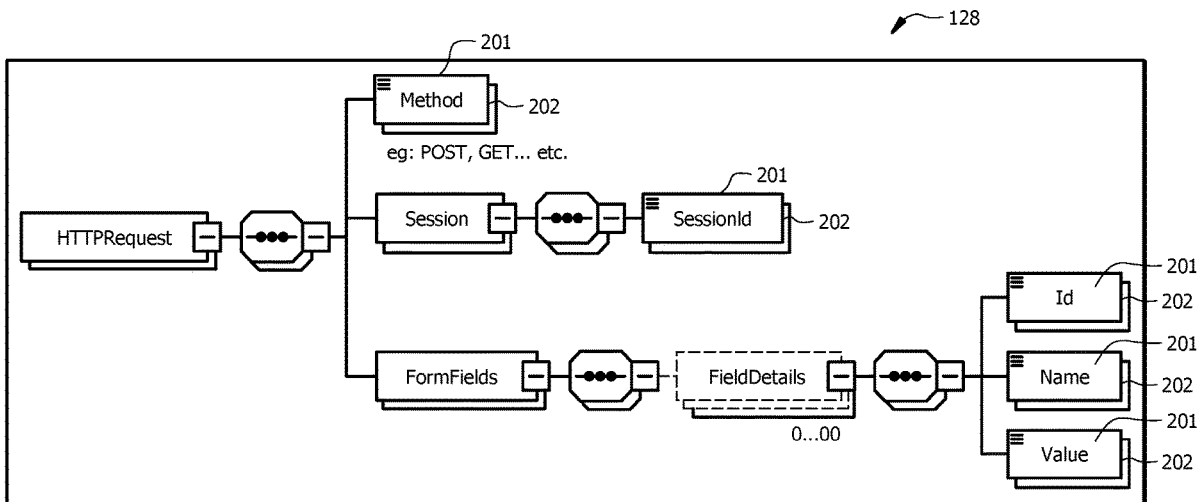 128
201
Method
202
eg: POST, GET... etc.
201
HTTPRequest
Session
SessionId
202
201
Id
202
FormFields
FieldDetails
201
Name
202
0...00
201
Value
202